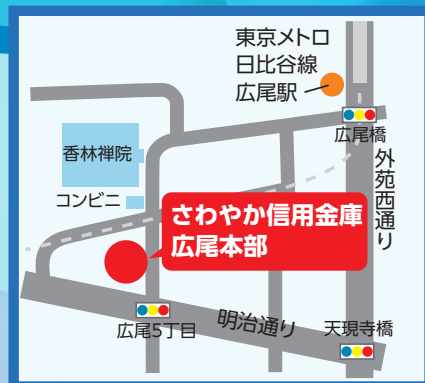 東京メトロ
日比谷線
広尾駅
広尾橋
外苑西通り
香林禅院
コンビニ
さわやか信用金庫
広尾本部
広尾5丁目
明治通り
天現寺橋